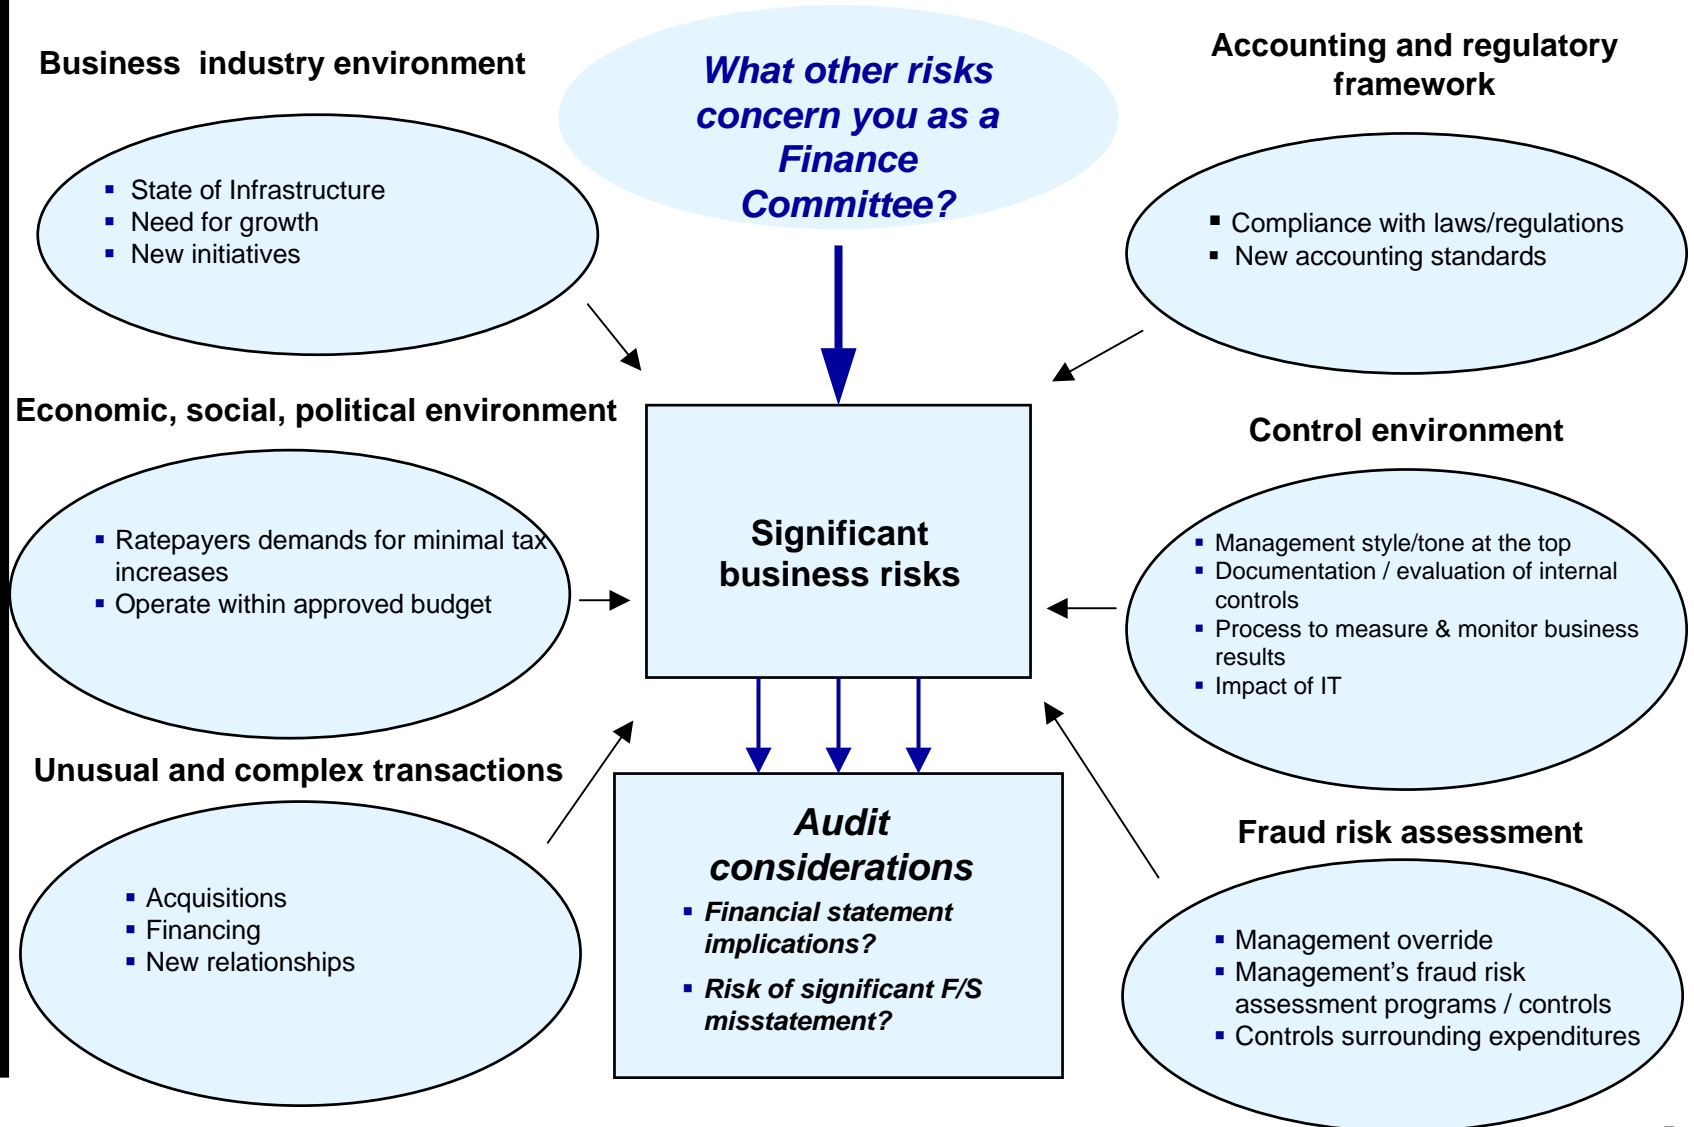 Business industry environment
▪ State of Infrastructure
▪ Need for growth
▪ New initiatives
What other risks
concern you as a
Finance
Committee?
Accounting and regulatory
framework
▪ Compliance with laws/regulations
▪ New accounting standards
Economic, social, political environment
▪ Ratepayers demands for minimal tax
increases
▪ Operate within approved budget
Significant
business risks
Control environment
▪ Management style/tone at the top
▪ Documentation / evaluation of internal
controls
▪ Process to measure & monitor business
results
▪ Impact of IT
Unusual and complex transactions
▪ Acquisitions
▪ Financing
▪ New relationships
Audit
considerations
▪ Financial statement
implications?
▪ Risk of significant F/S
misstatement?
Fraud risk assessment
▪ Management override
▪ Management’s fraud risk
assessment programs / controls
▪ Controls surrounding expenditures